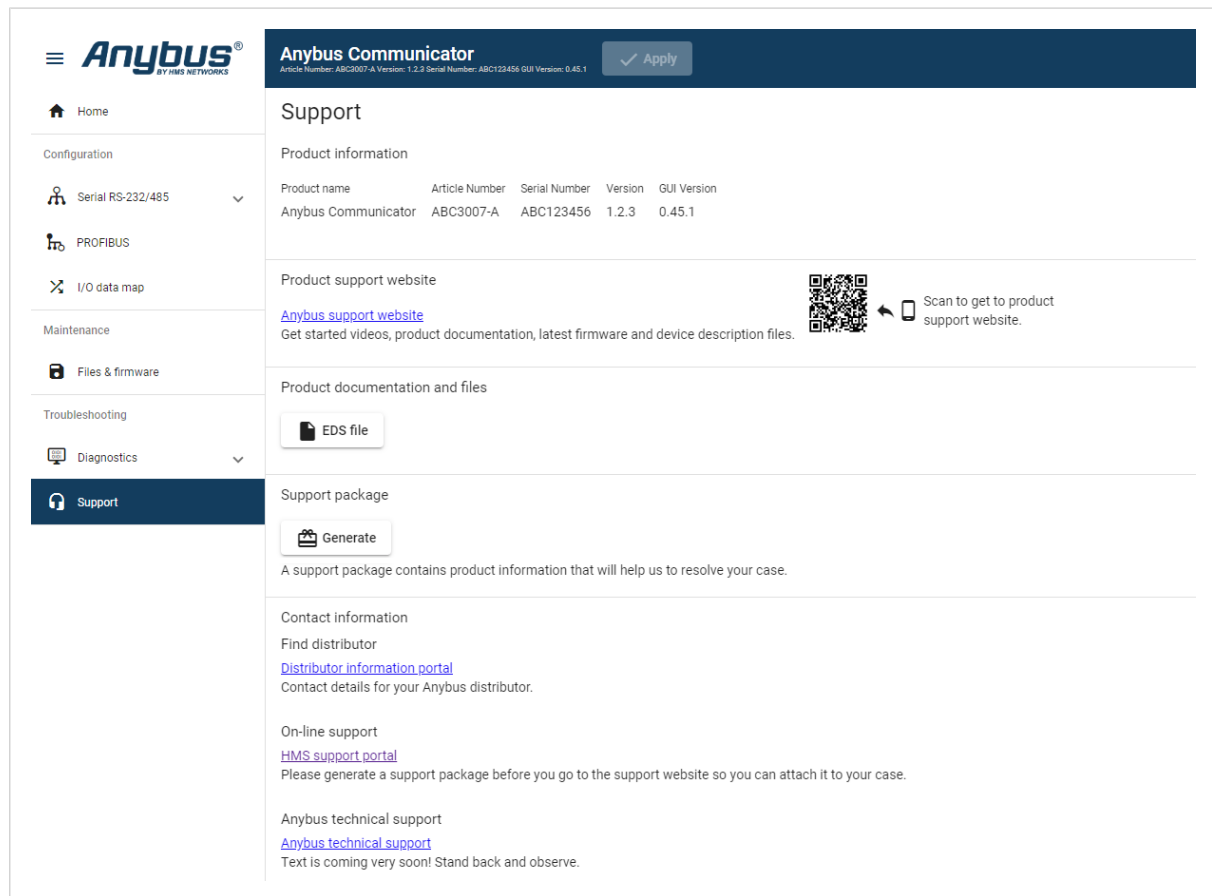 Anybus®
BY HMS NETWORKS
Home
Configuration
Serial RS-232/485
PROFIBUS
I/O data map
Maintenance
Files & firmware
Troubleshooting
Diagnostics
Support
Anybus Communicator
Article Number: ABC3007-A Version: 1.2.3 Serial Number: ABC123456 GUI Version: 0.45.1
Apply
Support
Product information
Product name Article Number Serial Number Version GUI Version
Anybus Communicator ABC3007-A ABC123456 1.2.3 0.45.1
Product support website
Anybus support website
Get started videos, product documentation, latest firmware and device description files.
Scan to get to product
support website.
Product documentation and files
EDS file
Support package
Generate
A support package contains product information that will help us to resolve your case.
Contact information
Find distributor
Distributor information portal
Contact details for your Anybus distributor.
On-line support
HMS support portal
Please generate a support package before you go to the support website so you can attach it to your case.
Anybus technical support
Anybus technical support
Text is coming very soon! Stand back and observe.